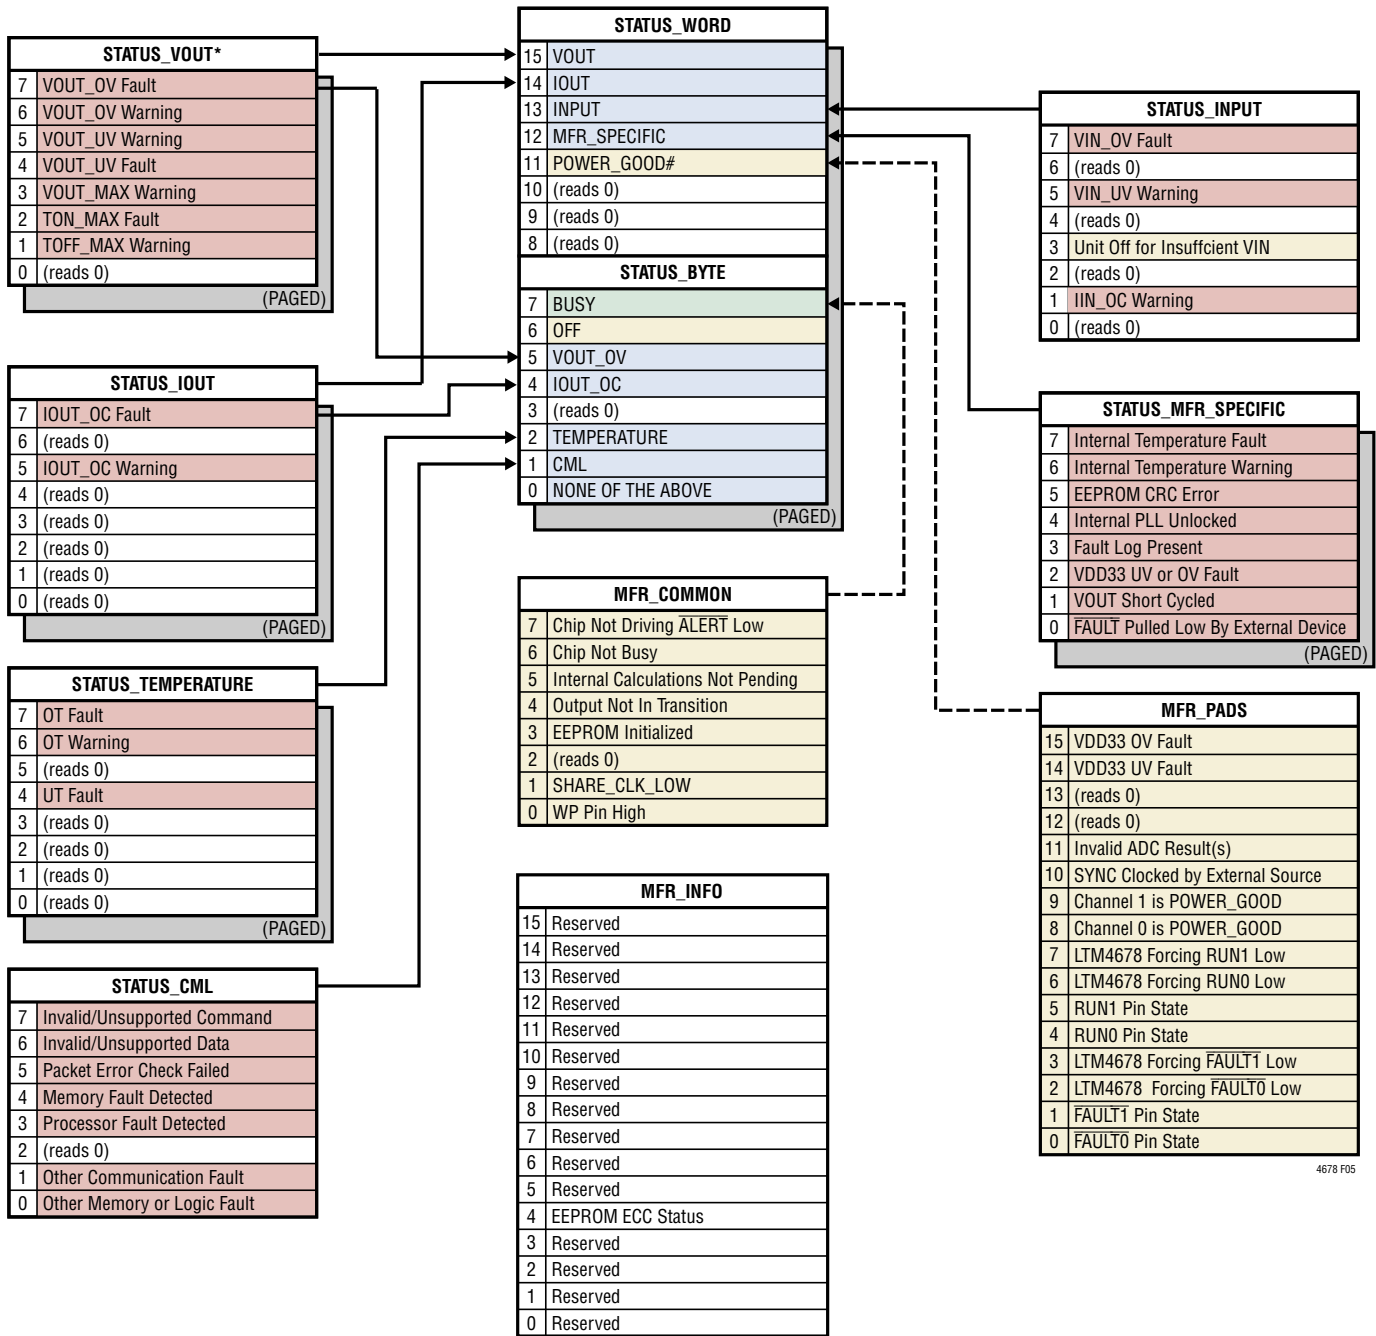 STATUS_VOUT*
7 VOUT_OV Fault
6 VOUT_OV Warning
5 VOUT_UV Warning
4 VOUT_UV Fault
3 VOUT_MAX Warning
2 TON_MAX Fault
1 TOFF_MAX Warning
0 (reads 0)
(PAGED)
STATUS_IOUT
7 IOUT_OC Fault
6 (reads 0)
5 IOUT_OC Warning
4 (reads 0)
3 (reads 0)
2 (reads 0)
1 (reads 0)
0 (reads 0)
(PAGED)
STATUS_TEMPERATURE
7 OT Fault
6 OT Warning
5 (reads 0)
4 UT Fault
3 (reads 0)
2 (reads 0)
1 (reads 0)
0 (reads 0)
(PAGED)
STATUS_CML
7 Invalid/Unsupported Command
6 Invalid/Unsupported Data
5 Packet Error Check Failed
4 Memory Fault Detected
3 Processor Fault Detected
2 (reads 0)
1 Other Communication Fault
0 Other Memory or Logic Fault
STATUS_WORD
15 VOUT
14 IOUT
13 INPUT
12 MFR_SPECIFIC
11 POWER_GOOD#
10 (reads 0)
9 (reads 0)
8 (reads 0)
STATUS_BYTE
7 BUSY
6 OFF
5 VOUT_OV
4 IOUT_OC
3 (reads 0)
2 TEMPERATURE
1 CML
0 NONE OF THE ABOVE
(PAGED)
MFR_COMMON
7 Chip Not Driving ALERT Low
6 Chip Not Busy
5 Internal Calculations Not Pending
4 Output Not In Transition
3 EEPROM Initialized
2 (reads 0)
1 SHARE_CLK_LOW
0 WP Pin High
MFR_INFO
15 Reserved
14 Reserved
13 Reserved
12 Reserved
11 Reserved
10 Reserved
9 Reserved
8 Reserved
7 Reserved
6 Reserved
5 Reserved
4 EEPROM ECC Status
3 Reserved
2 Reserved
1 Reserved
0 Reserved
STATUS_INPUT
7 VIN_OV Fault
6 (reads 0)
5 VIN_UV Warning
4 (reads 0)
3 Unit Off for Insuffcient VIN
2 (reads 0)
1 IIN_OC Warning
0 (reads 0)
STATUS_MFR_SPECIFIC
7 Internal Temperature Fault
6 Internal Temperature Warning
5 EEPROM CRC Error
4 Internal PLL Unlocked
3 Fault Log Present
2 VDD33 UV or OV Fault
1 VOUT Short Cycled
0 FAULT Pulled Low By External Device
(PAGED)
MFR_PADS
15 VDD33 OV Fault
14 VDD33 UV Fault
13 (reads 0)
12 (reads 0)
11 Invalid ADC Result(s)
10 SYNC Clocked by External Source
9 Channel 1 is POWER_GOOD
8 Channel 0 is POWER_GOOD
7 LTM4678 Forcing RUN1 Low
6 LTM4678 Forcing RUN0 Low
5 RUN1 Pin State
4 RUN0 Pin State
3 LTM4678 Forcing FAULT1 Low
2 LTM4678 Forcing FAULT0 Low
1 FAULT1 Pin State
0 FAULT0 Pin State
4678 F05